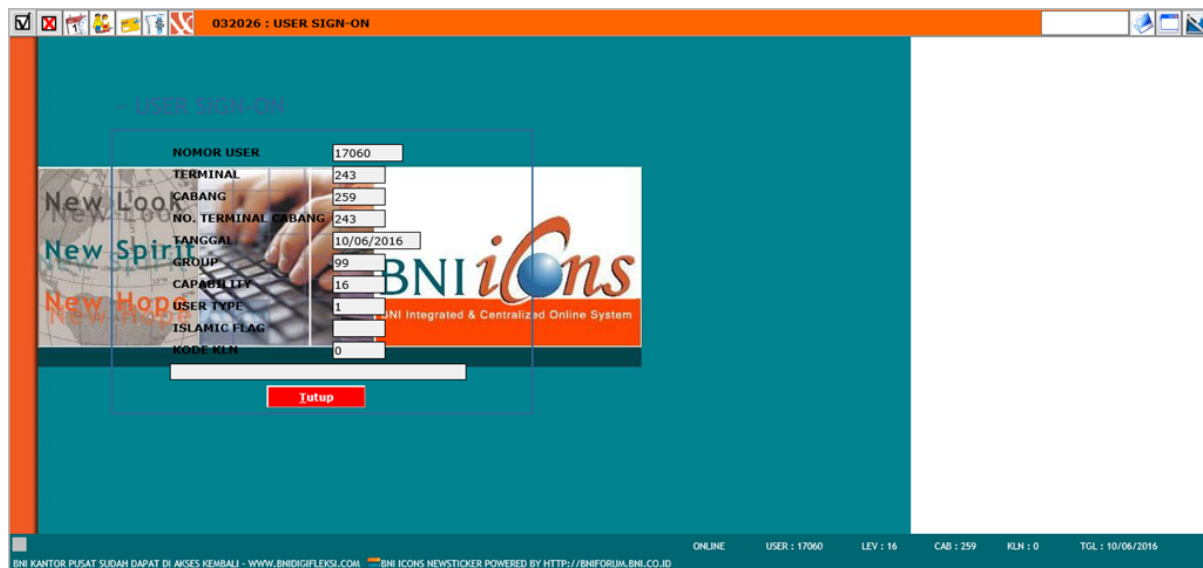 032026 : USER SIGN-ON
- USER SIGN-ON
NOMOR USER 17060
TERMINAL 243
CABANG 259
NO. TERMINAL CABANG 243
TANGGAL 10/06/2016
GROUP 99
CAPABILITY 16
USER TYPE 1
ISLAMIC FLAG
KODE KLN 0
Tutup
New Look
New Spirit
New Hope
BNI icons
BNI Integrated & Centralized Online System
ONLINE USER : 17060 LEV : 16 CAB : 259 KLN : 0 TGL : 10/06/2016
BNI KANTOR PUSAT SUDAH DAPAT DI AKSES KEMBALI - WWW.BNIDIGIFLEKSI.COM BNI ICONS NEWSTICKER POWERED BY HTTP://BNIFORUM.BNI.CO.ID